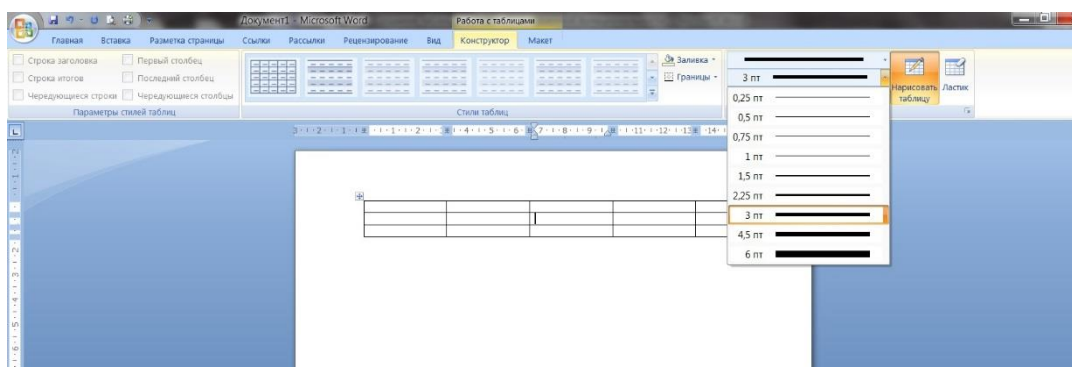 Документ1 - Microsoft Word
Работа с таблицами
Главная Вставка Разметка страницы Ссылки Рассылки Рецензирование Вид Конструктор Макет
Строка заголовка Первый столбец
Строка итогов Последний столбец
Чередующиеся строки Чередующиеся столбцы
Параметры стилей таблиц
Стили таблиц
Заливка
Границы
3 пт
0,25 пт
0,5 пт
0,75 пт
1 пт
1,5 пт
2,25 пт
3 пт
4,5 пт
6 пт
Нарисовать таблицу
Ластик